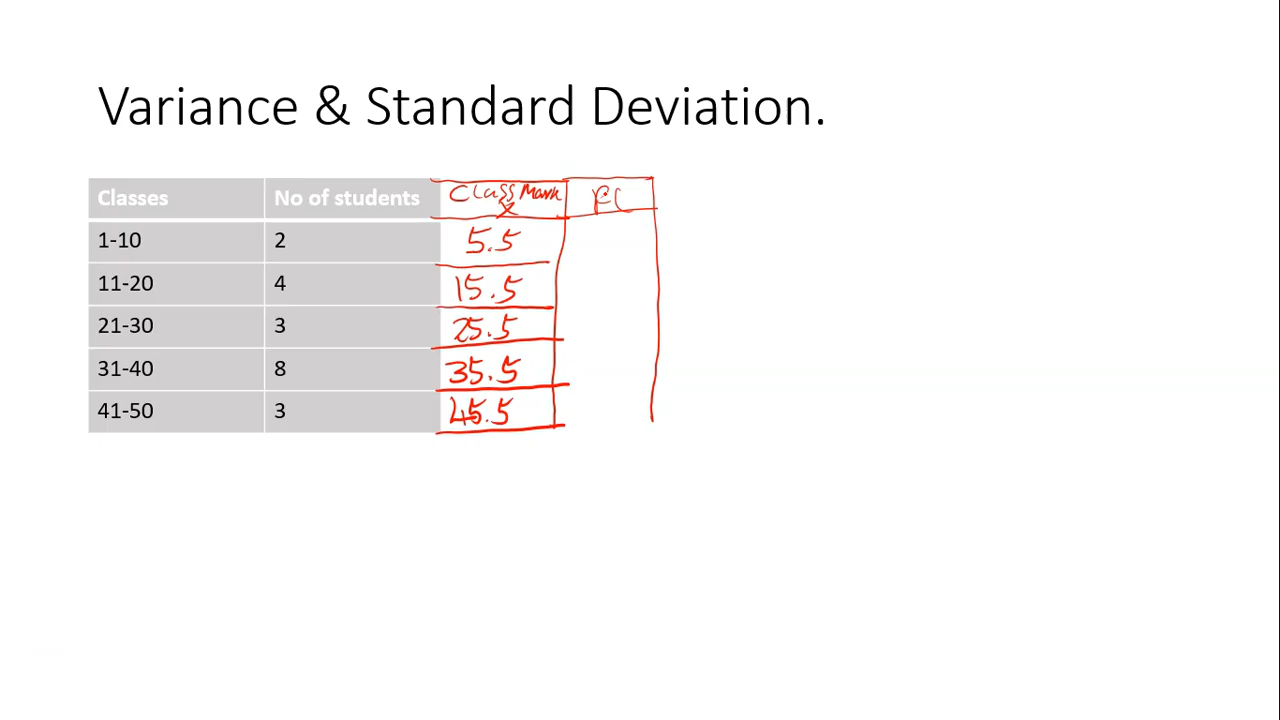 Variance & Standard Deviation.
Classes No of students Class Mark
x
1-10 2 5.5
11-20 4 15.5
21-30 3 25.5
31-40 8 35.5
41-50 3 45.5